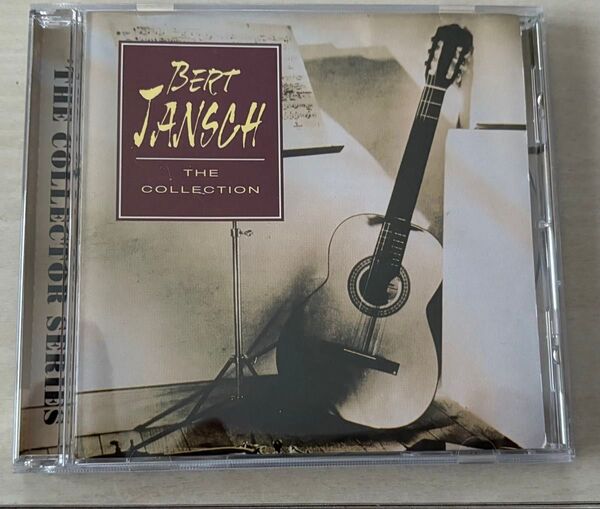 BERT
JANSCH
THE
COLLECTION
THE COLLECTOR SERIES